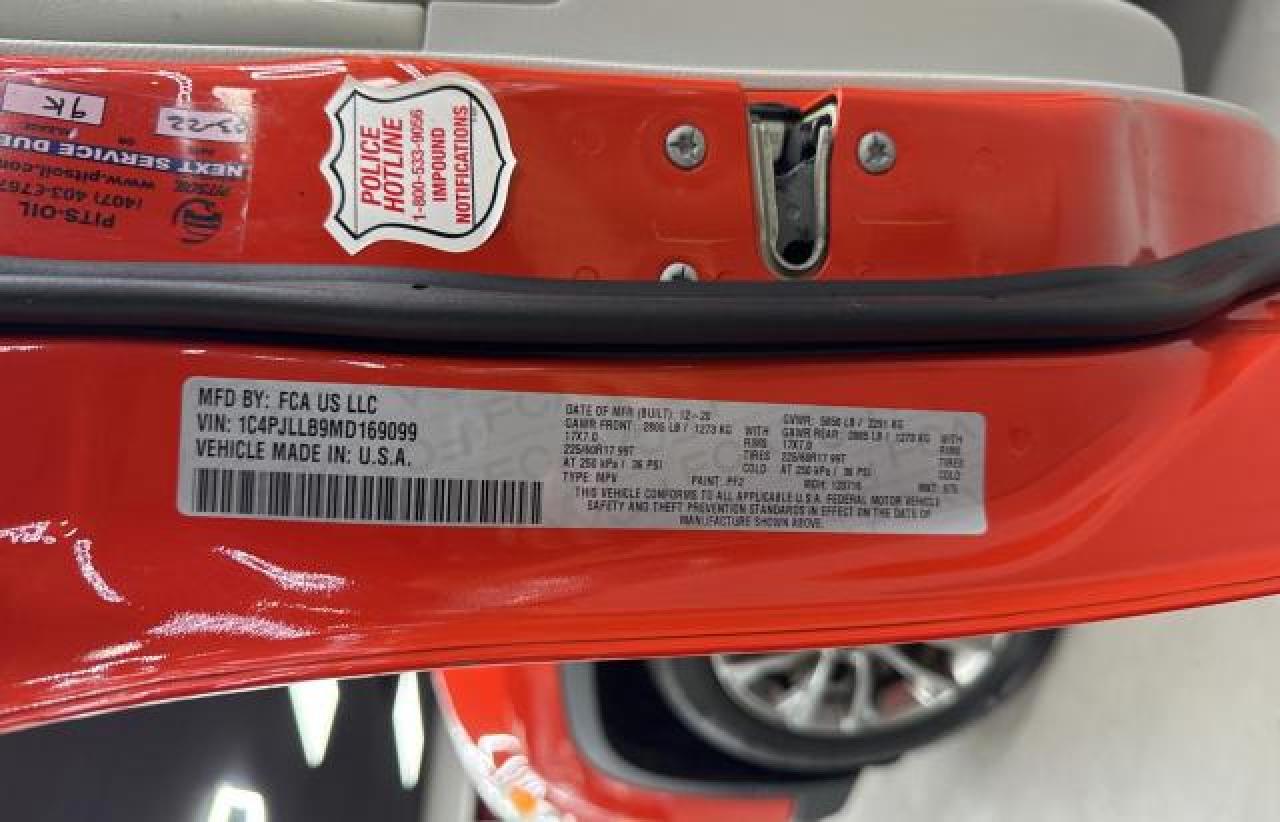 9K
03-22
NEXT SERVICE DUE
www.pitsoil.com
(407) 403-
PITS-OIL
POLICE
HOTLINE
1-800-533-9056
IMPOUND
NOTIFICATIONS
MFD BY: FCA US LLC
VIN: 1C4PJLLB9MD169099
VEHICLE MADE IN: U.S.A.
DATE OF MFR (BUILT): 12-20
GAWR FRONT: 2805 LB / 1273 KG WITH
17X7.0 RIMS
225/60R17 99T TIRES
AT 250 kPa / 36 PSI COLD
TYPE: MPV PAINT: PF2
GVWR: LB / KG
GAWR REAR: 2805 LB / 1273 KG WITH
17X7.0 RIMS
225/60R17 99T TIRES
AT 250 kPa / 36 PSI COLD
MDH: 120716 MKT:
THIS VEHICLE CONFORMS TO ALL APPLICABLE U.S.A. FEDERAL MOTOR VEHICLE
SAFETY AND THEFT PREVENTION STANDARDS IN EFFECT ON THE DATE OF
MANUFACTURE SHOWN ABOVE.